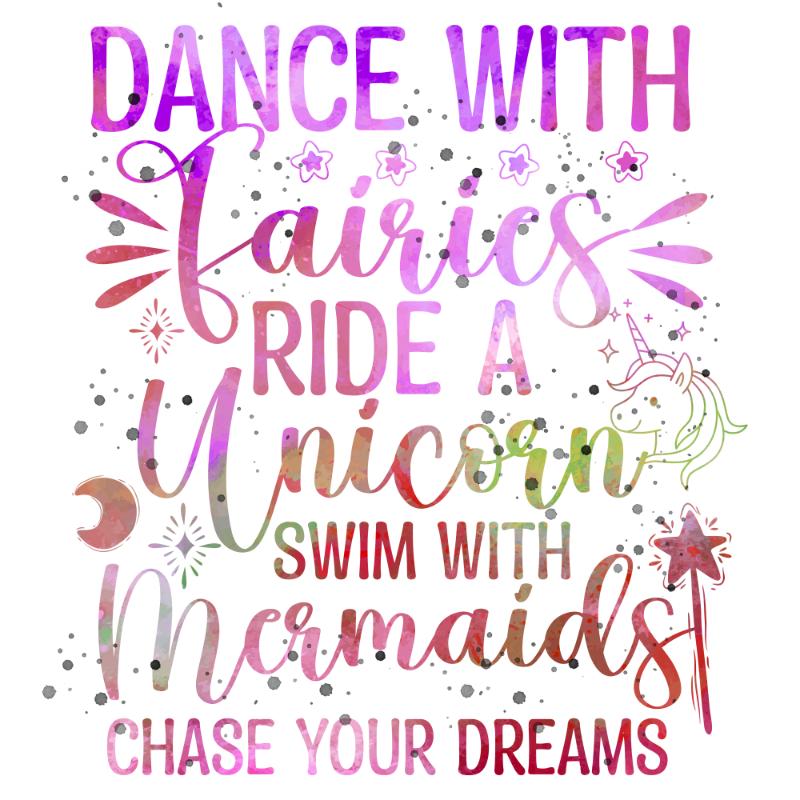 DANCE WITH
fairies
RIDE A
Unicorn
SWIM WITH
Mermaids
CHASE YOUR DREAMS